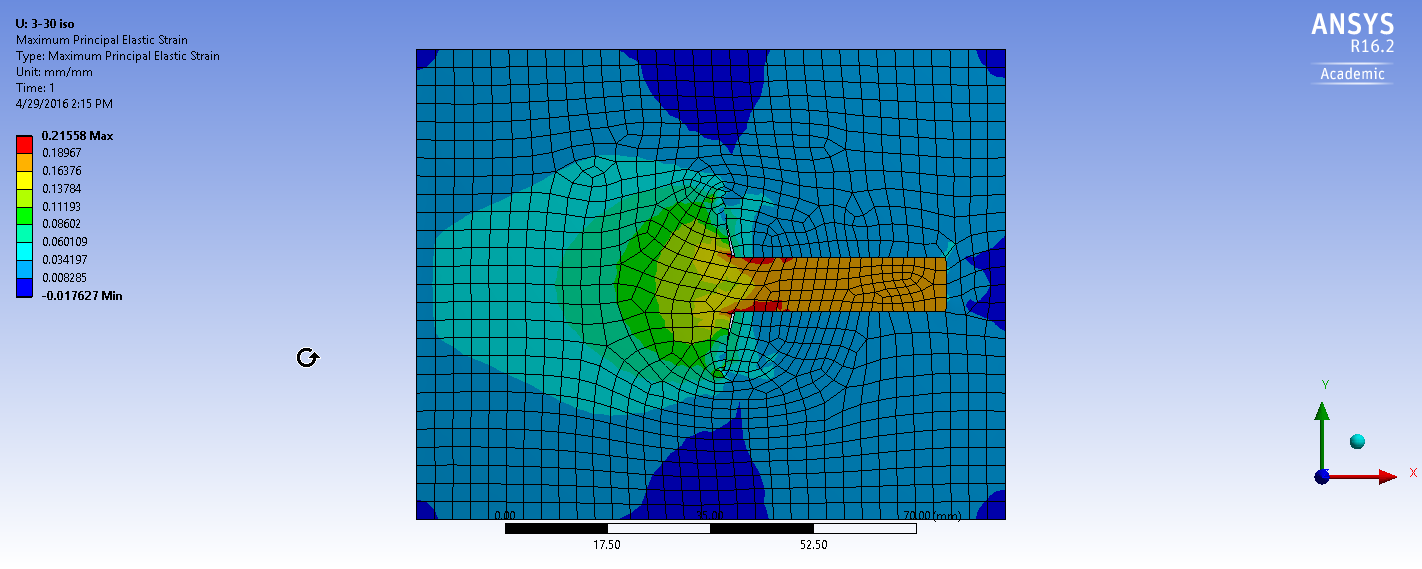 U: 3-30 iso
Maximum Principal Elastic Strain
Type: Maximum Principal Elastic Strain
Unit: mm/mm
Time: 1
4/29/2016 2:15 PM
0.21558 Max
0.18967
0.16376
0.13784
0.11193
0.08602
0.060109
0.034197
0.008285
-0.017627 Min
ANSYS
R16.2
Academic
0.00
70.00 (mm)
17.50
52.50
Y
X